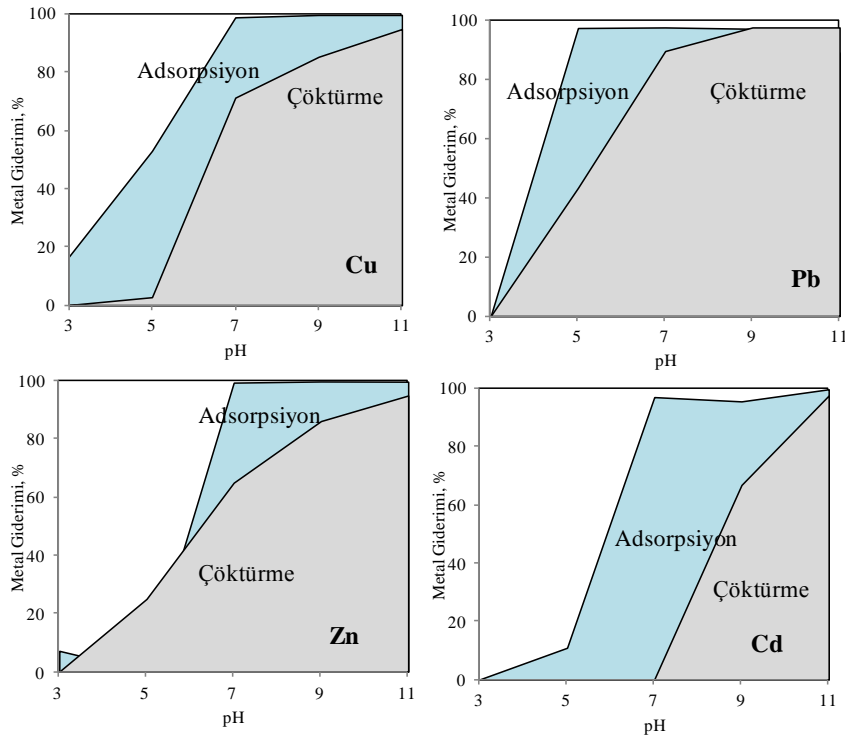 100
80
60
40
20
0
Metal Giderimi, %
Adsorpsiyon
Çöktürme
Cu
3 5 7 9 11
pH
100
80
60
40
20
0
Metal Giderimi, %
Adsorpsiyon
Çöktürme
Pb
3 5 7 9 11
pH
100
80
60
40
20
0
Metal Giderimi, %
Adsorpsiyon
Çöktürme
Zn
3 5 7 9 11
pH
100
80
60
40
20
0
Metal Giderimi, %
Adsorpsiyon
Çöktürme
Cd
3 5 7 9 11
pH